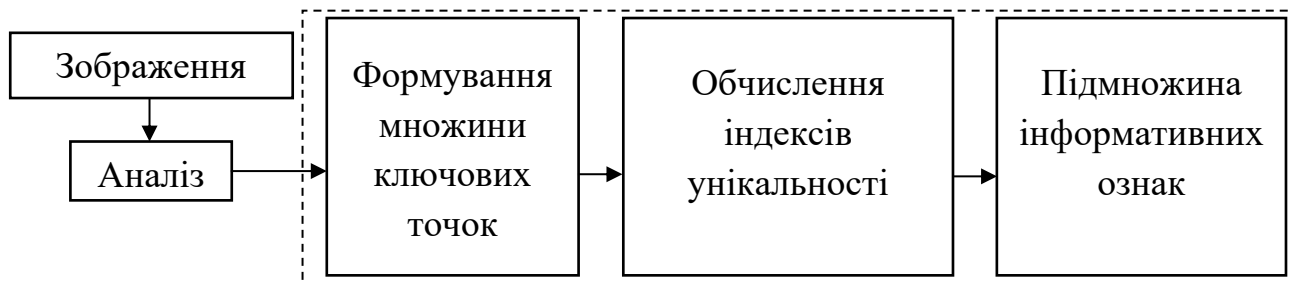 Зображення
Аналіз
Формування
множини
ключових
точок
Обчислення
індексів
унікальності
Підмножина
інформативних
ознак